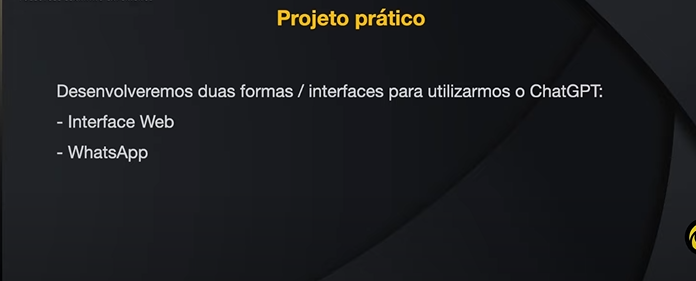 Projeto prático
Desenvolveremos duas formas / interfaces para utilizarmos o ChatGPT:
- Interface Web
- WhatsApp